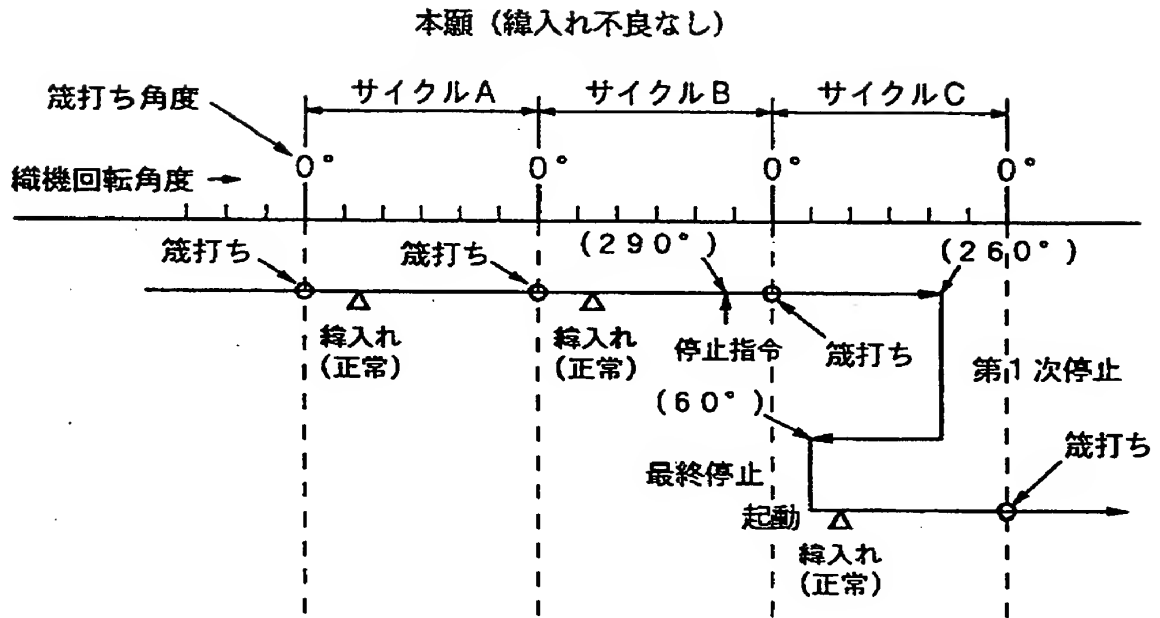 本願（緯入れ不良なし）
サイクルA
サイクルB
サイクルC
筬打ち角度
0°
0°
0°
0°
織機回転角度 →
筬打ち
筬打ち
(290°)
(260°)
緯入れ
(正常)
緯入れ
(正常)
停止指令
筬打ち
第1次停止
(60°)
筬打ち
最終停止
起動
緯入れ
(正常)